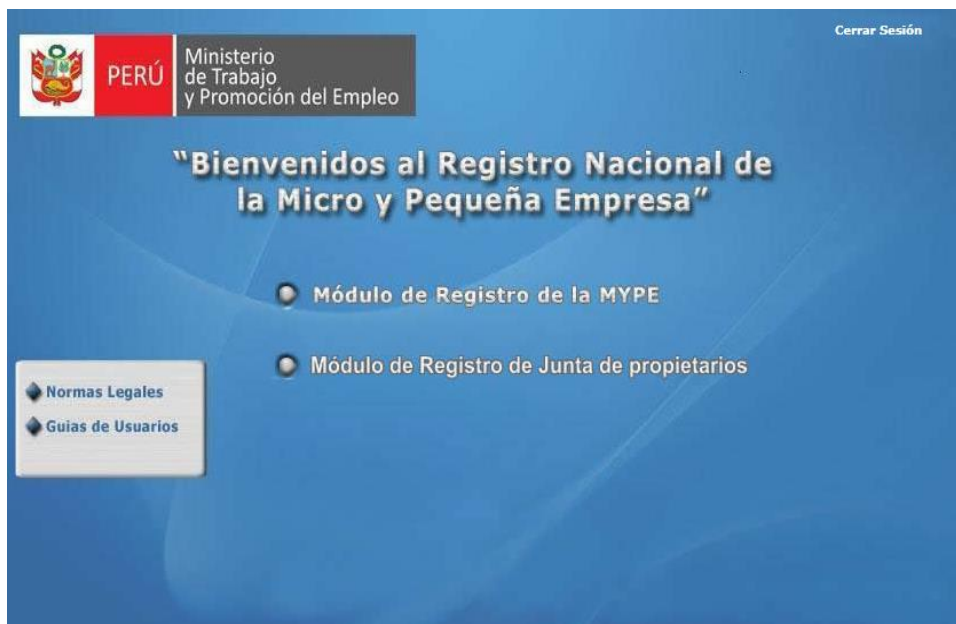 Cerrar Sesión
PERÚ
Ministerio
de Trabajo
y Promoción del Empleo
“Bienvenidos al Registro Nacional de
la Micro y Pequeña Empresa”
Módulo de Registro de la MYPE
Módulo de Registro de Junta de propietarios
Normas Legales
Guias de Usuarios